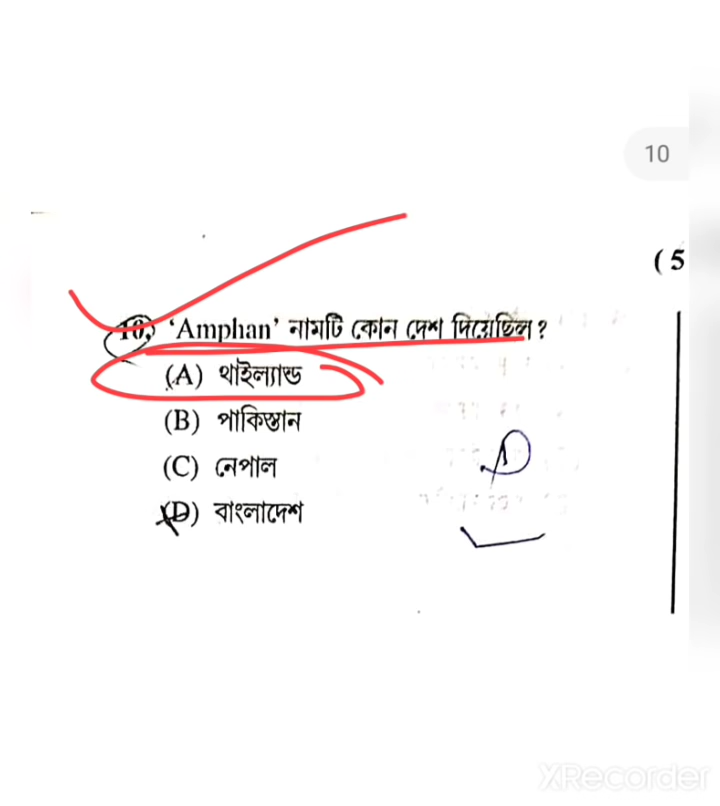 10
(5
10. ‘Amphan’ নামটি কোন দেশ দিয়েছিল?
(A) থাইল্যান্ড
(B) পাকিস্তান
(C) নেপাল
(D) বাংলাদেশ
XRecorder